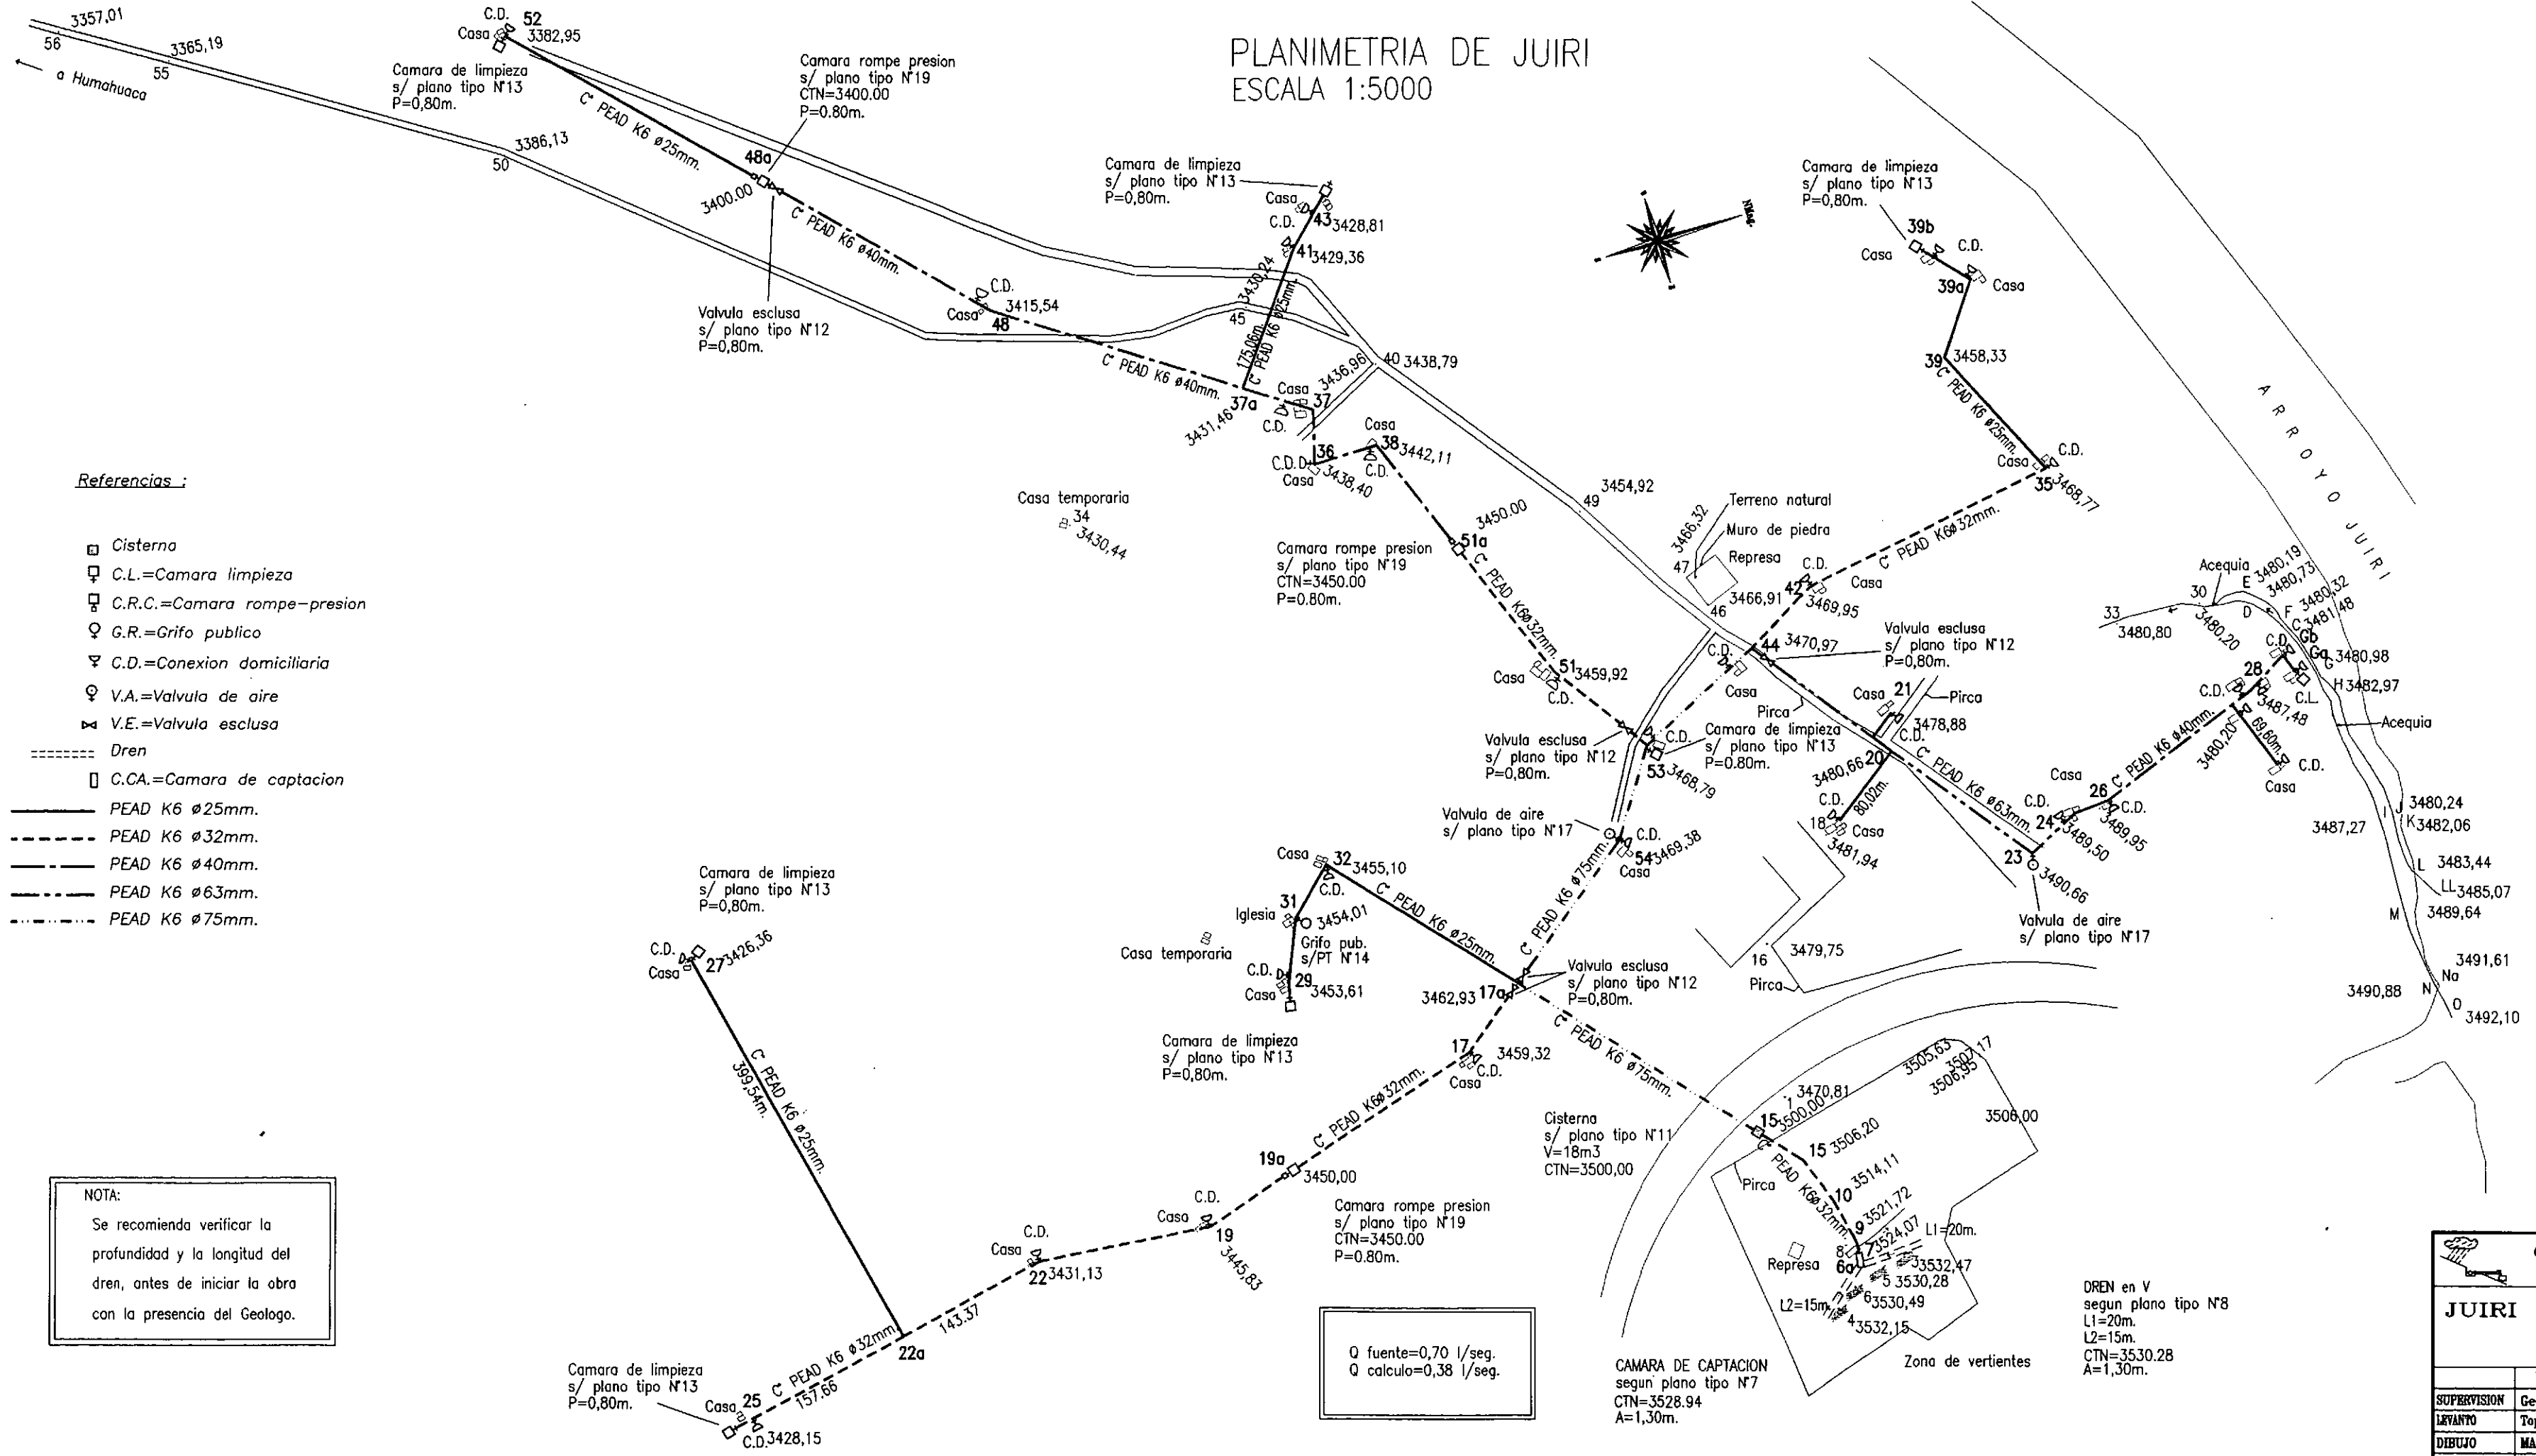 PLANIMETRIA DE JUIRI
ESCALA 1:5000
3357,01
56
a Humahuaca
3365,19
55
C.D.
52
Casa
3382,95
Camara de limpieza
s/ plano tipo N°13
P=0,80m.
3386,13
50
C° PEAD K6 ø25mm.
Camara rompe presion
s/ plano tipo N°19
CTN=3400.00
P=0.80m.
48a
3400.00
C° PEAD K6 ø40mm.
Valvula esclusa
s/ plano tipo N°12
P=0,80m.
C.D.
3415,54
Casa
48
C° PEAD K6 ø40mm.
Camara de limpieza
s/ plano tipo N°13
P=0,80m.
Casa
43
3428,81
C.D.
41
3429,36
3430,24
45
175,06m.
C° PEAD K6 ø25mm.
37a
3431,46
Casa
37
3436,96
C.D.
40
3438,79
36
C.D.
3438,40
Casa
Casa
38
3442,11
C.D.
NMag.
Camara de limpieza
s/ plano tipo N°13
P=0,80m.
39b
C.D.
Casa
39a
Casa
39
3458,33
C° PEAD K6 ø25mm.
C.D.
Casa
35
3468,77
C° PEAD K6ø32mm.
ARROYO JUIRI
Casa temporaria
34
3430,44
3450.00
51a
Camara rompe presion
s/ plano tipo N°19
CTN=3450.00
P=0.80m.
C° PEAD K6ø32mm.
3454,92
49
Terreno natural
3466,32
Muro de piedra
Represa
47
3466,91
46
C.D.
Casa
42
3469,95
44
3470,97
Valvula esclusa
s/ plano tipo N°12
P=0,80m.
C.D.
Casa
Casa
51
3459,92
C.D.
Valvula esclusa
s/ plano tipo N°12
P=0,80m.
C.D.
53
3468,79
Camara de limpieza
s/ plano tipo N°13
P=0.80m.
Pirca
Casa
21
Pirca
3478,88
C.D.
3480,66
20
80,02m.
C.D.
18
Casa
3481,94
C° PEAD K6 ø63mm.
23
3490,66
Valvula de aire
s/ plano tipo N°17
C.D.
24
3489,50
Casa
26
C.D.
3489,95
C° PEAD K6 ø40mm.
28
C.D.
3487,48
3480,20
69,60m.
C.D.
Casa
Acequia
E
3480,19
3480,73
30
D
F
3480,32
33
3480,80
3480,20
C
3481,48
C.D.
Gb
Ga
G
3480,98
H
3482,97
C.L.
Acequia
3487,27
I
J
3480,24
K
3482,06
L
3483,44
LL
3485,07
M
3489,64
3491,61
Na
3490,88
N
O
3492,10
Valvula de aire
s/ plano tipo N°17
C.D.
54
3469,38
Casa
C° PEAD K6 ø75mm.
Casa
32
3455,10
C.D.
31
Iglesia
3454,01
Grifo pub.
s/PT N°14
C.D.
29
Casa
3453,61
Casa temporaria
Camara de limpieza
s/ plano tipo N°13
P=0,80m.
C° PEAD K6 ø25mm.
Valvula esclusa
s/ plano tipo N°12
P=0,80m.
3462,93
17a
C° PEAD K6 ø75mm.
17
3459,32
C.D.
Casa
C° PEAD K6ø32mm.
16
3479,75
Pirca
Camara de limpieza
s/ plano tipo N°13
P=0,80m.
C.D.
27
3426,36
Casa
C° PEAD K6 ø25mm.
399,54m.
19a
3450,00
Camara rompe presion
s/ plano tipo N°19
CTN=3450.00
P=0.80m.
C.D.
Casa
19
3445,83
C.D.
Casa
22
3431,13
143.37
22a
C° PEAD K6 ø32mm.
157.66
Camara de limpieza
s/ plano tipo N°13
P=0,80m.
Casa
25
C.D.
3428,15
Cisterna
s/ plano tipo N°11
V=18m3
CTN=3500,00
3470,81
3500,00
15
15
3506,20
3505,63
3507,17
3506,95
3506,00
Pirca
C° PEAD K6ø32mm.
10
3514,11
9
3521,72
8
7
3524,07
6a
L1=20m.
3
3532,47
5
3530,28
6
3530,49
L2=15m.
4
3532,15
Represa
Zona de vertientes
DREN en V
segun plano tipo N°8
L1=20m.
L2=15m.
CTN=3530.28
A=1,30m.
CAMARA DE CAPTACION
segun plano tipo N°7
CTN=3528.94
A=1,30m.
Q fuente=0,70 l/seg.
Q calculo=0,38 l/seg.
Referencias :
Cisterna
C.L.=Camara limpieza
C.R.C.=Camara rompe-presion
G.R.=Grifo publico
C.D.=Conexion domiciliaria
V.A.=Valvula de aire
V.E.=Valvula esclusa
Dren
C.CA.=Camara de captacion
PEAD K6 ø25mm.
PEAD K6 ø32mm.
PEAD K6 ø40mm.
PEAD K6 ø63mm.
PEAD K6 ø75mm.
NOTA:
Se recomienda verificar la
profundidad y la longitud del
dren, antes de iniciar la obra
con la presencia del Geologo.
JUIRI
SUPERVISION Ge
LEVANTO Top
DIBUJO MA